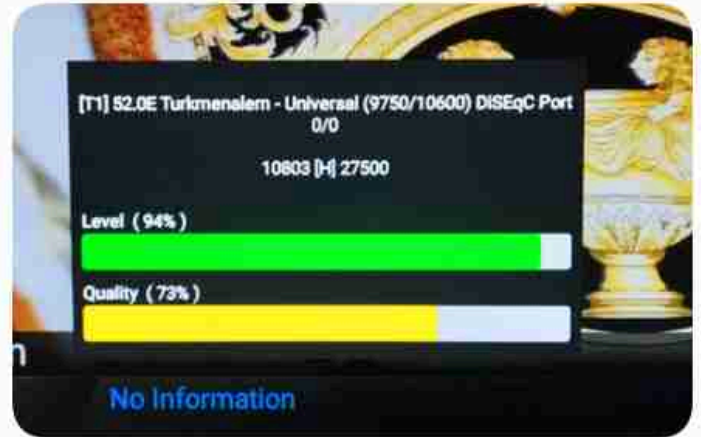 [T1] 52.0E Turkmenalem - Universal (9750/10600) DISEqC Port
0/0
10803 [H] 27500
Level (94%)
Quality (73%)
No Information